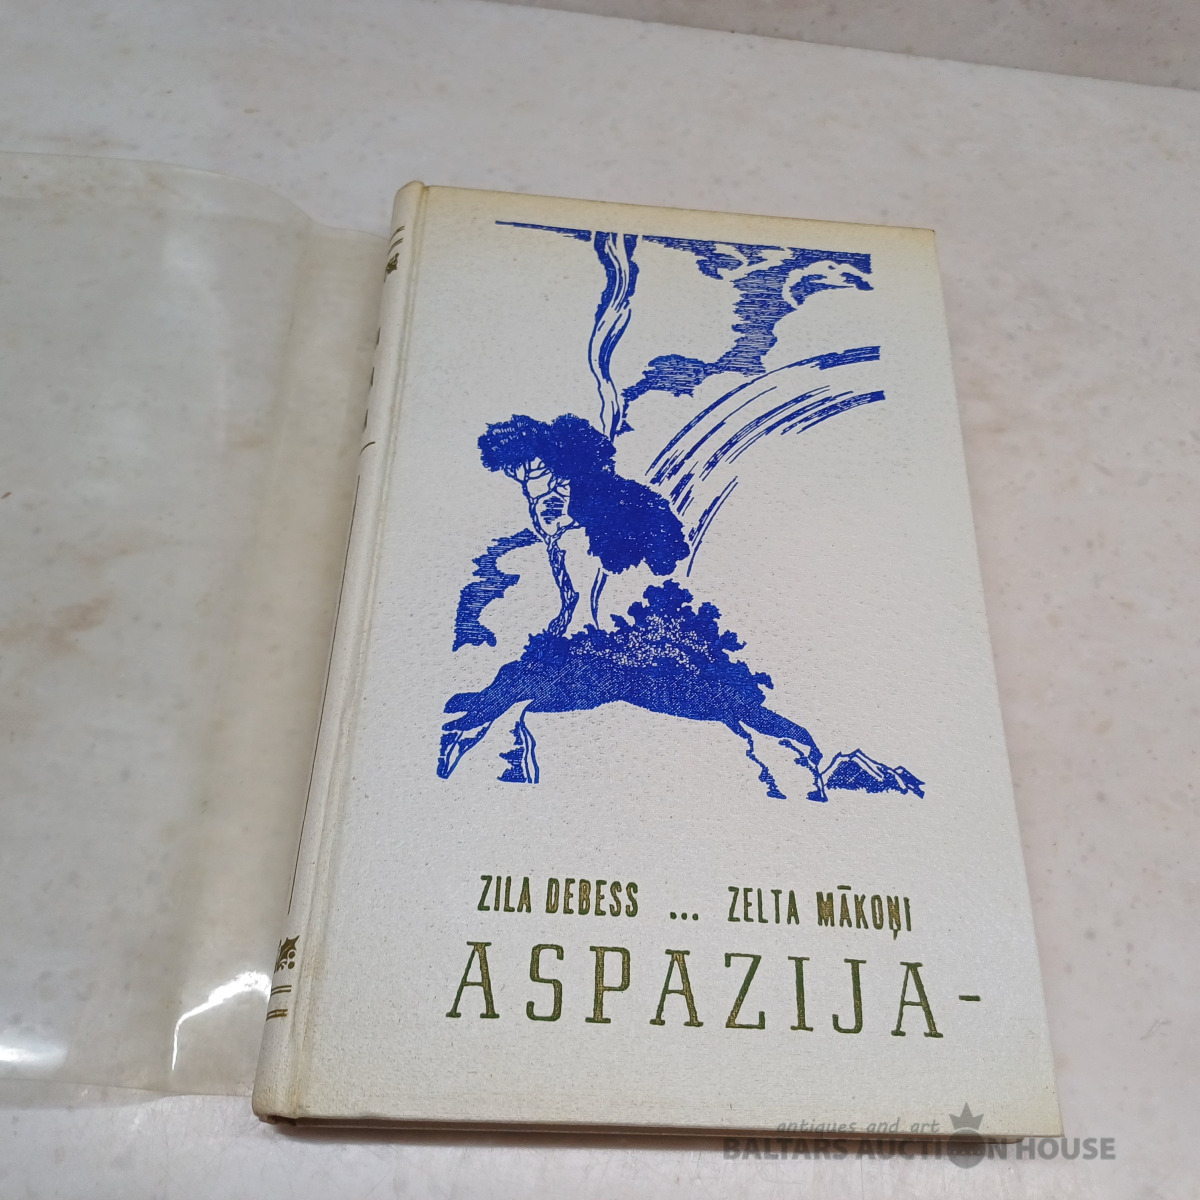 ZILA DEBESS ... ZELTA MĀKOŅI
ASPAZIJA-
antiques and art
BALTARS AUCTION HOUSE